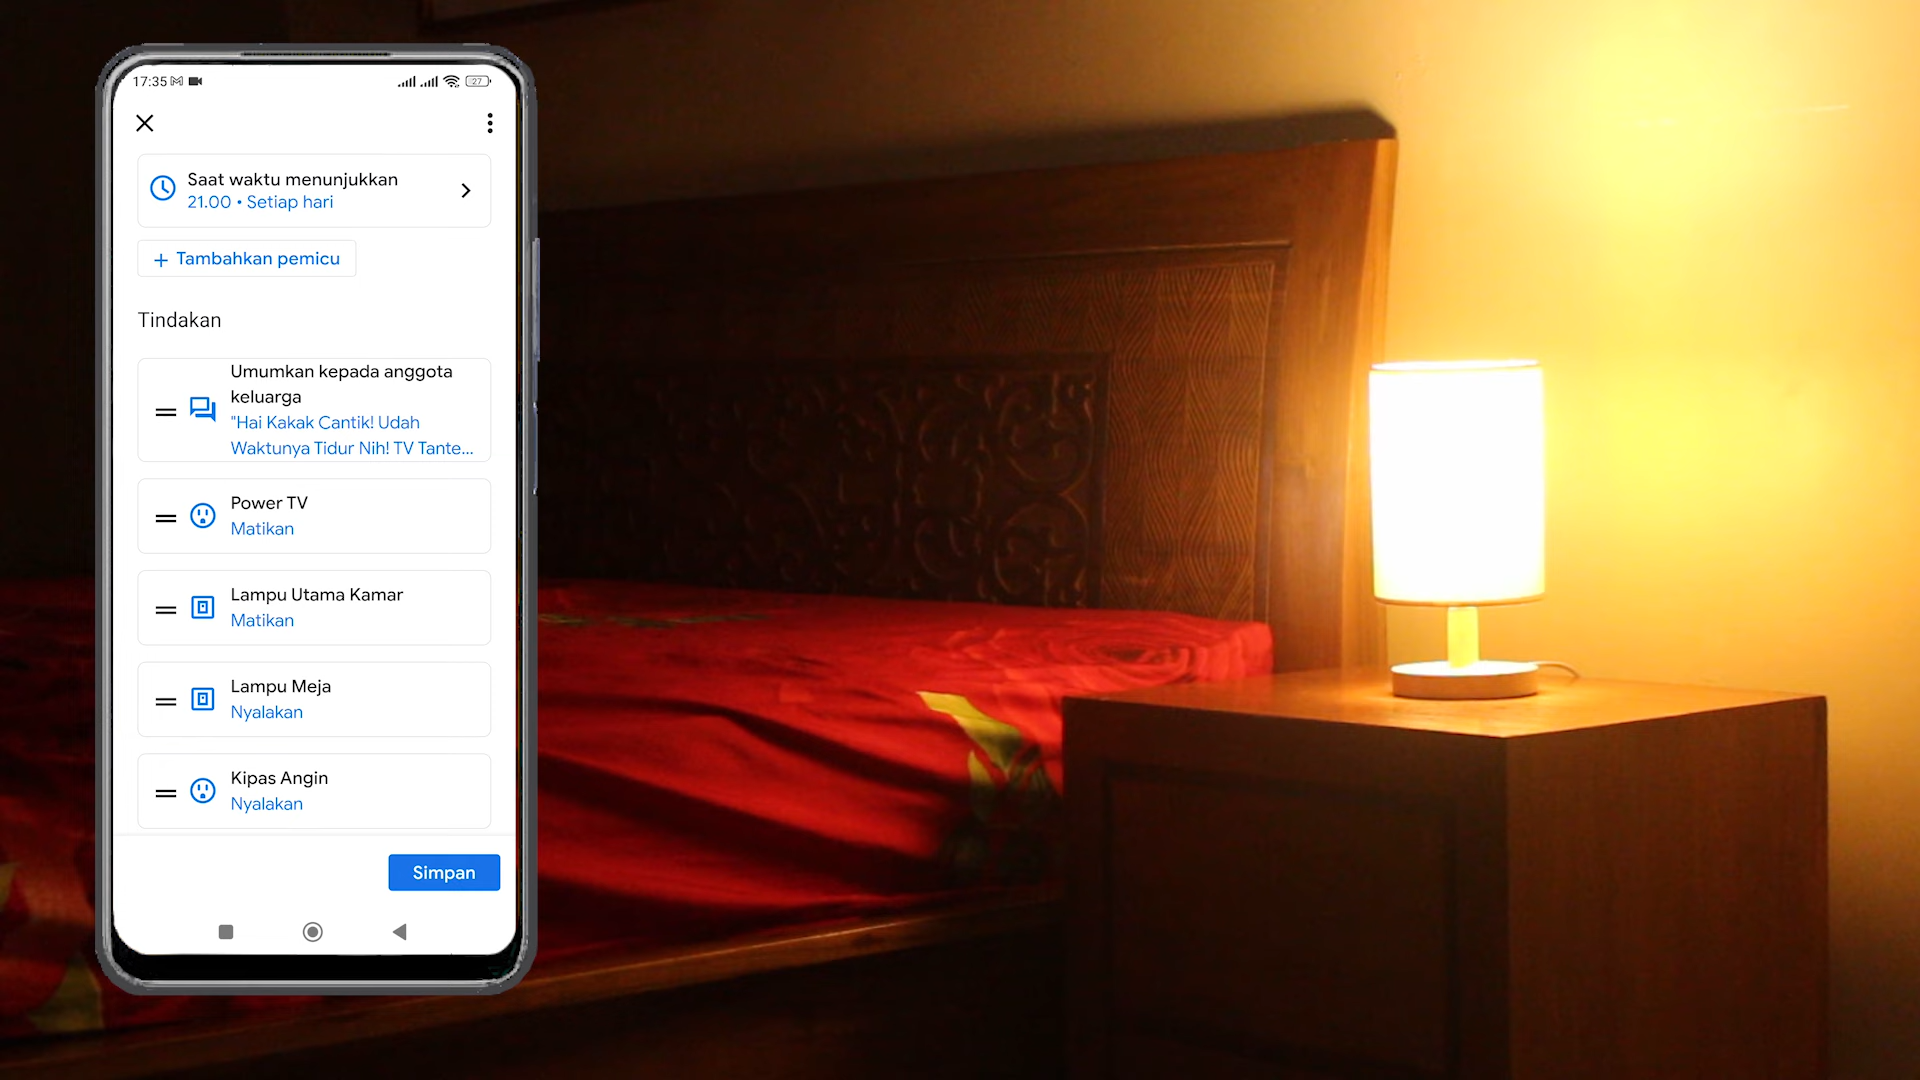 17:35
27
Saat waktu menunjukkan
21.00 • Setiap hari
+ Tambahkan pemicu
Tindakan
Umumkan kepada anggota
keluarga
"Hai Kakak Cantik! Udah
Waktunya Tidur Nih! TV Tante...
Power TV
Matikan
Lampu Utama Kamar
Matikan
Lampu Meja
Nyalakan
Kipas Angin
Nyalakan
Simpan